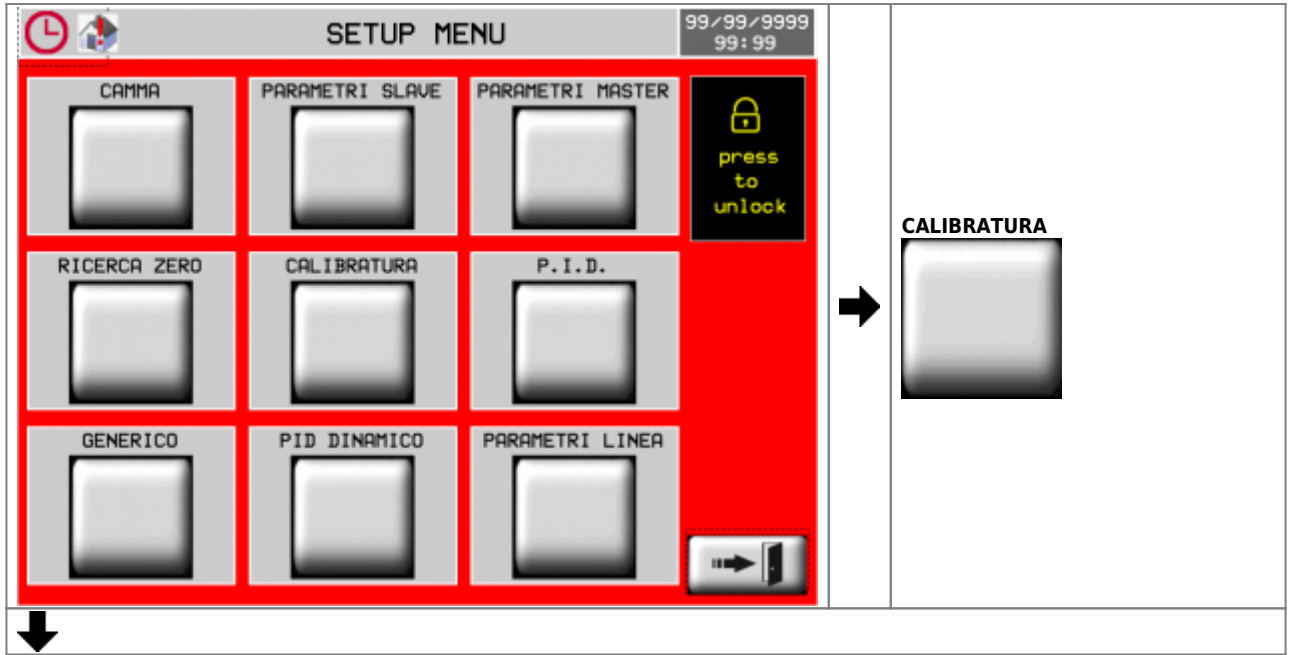 SETUP MENU
99/99/9999
99:99
CAMMA
PARAMETRI SLAVE
PARAMETRI MASTER
press
to
unlock
RICERCA ZERO
CALIBRATURA
P.I.D.
GENERICO
PID DINAMICO
PARAMETRI LINEA
CALIBRATURA